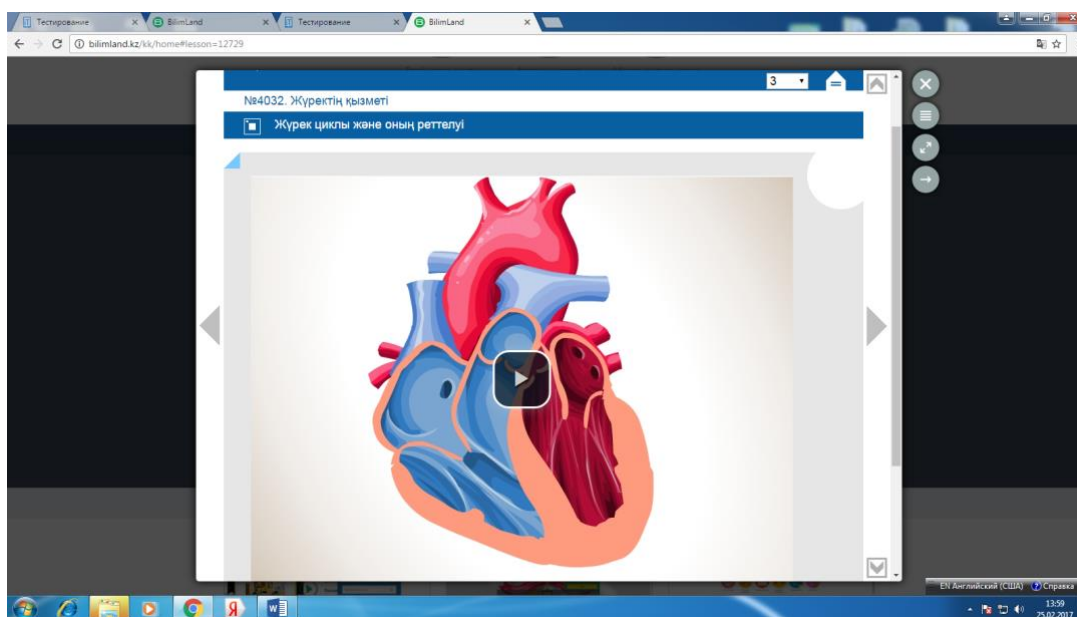 Тестирование
BilimLand
Тестирование
BilimLand
bilimland.kz/kk/home#lesson=12729
3
№4032. Жүректің қызметі
Жүрек циклы және оның реттелуі
EN Английский (США)
Справка
13:59
25.02.2017